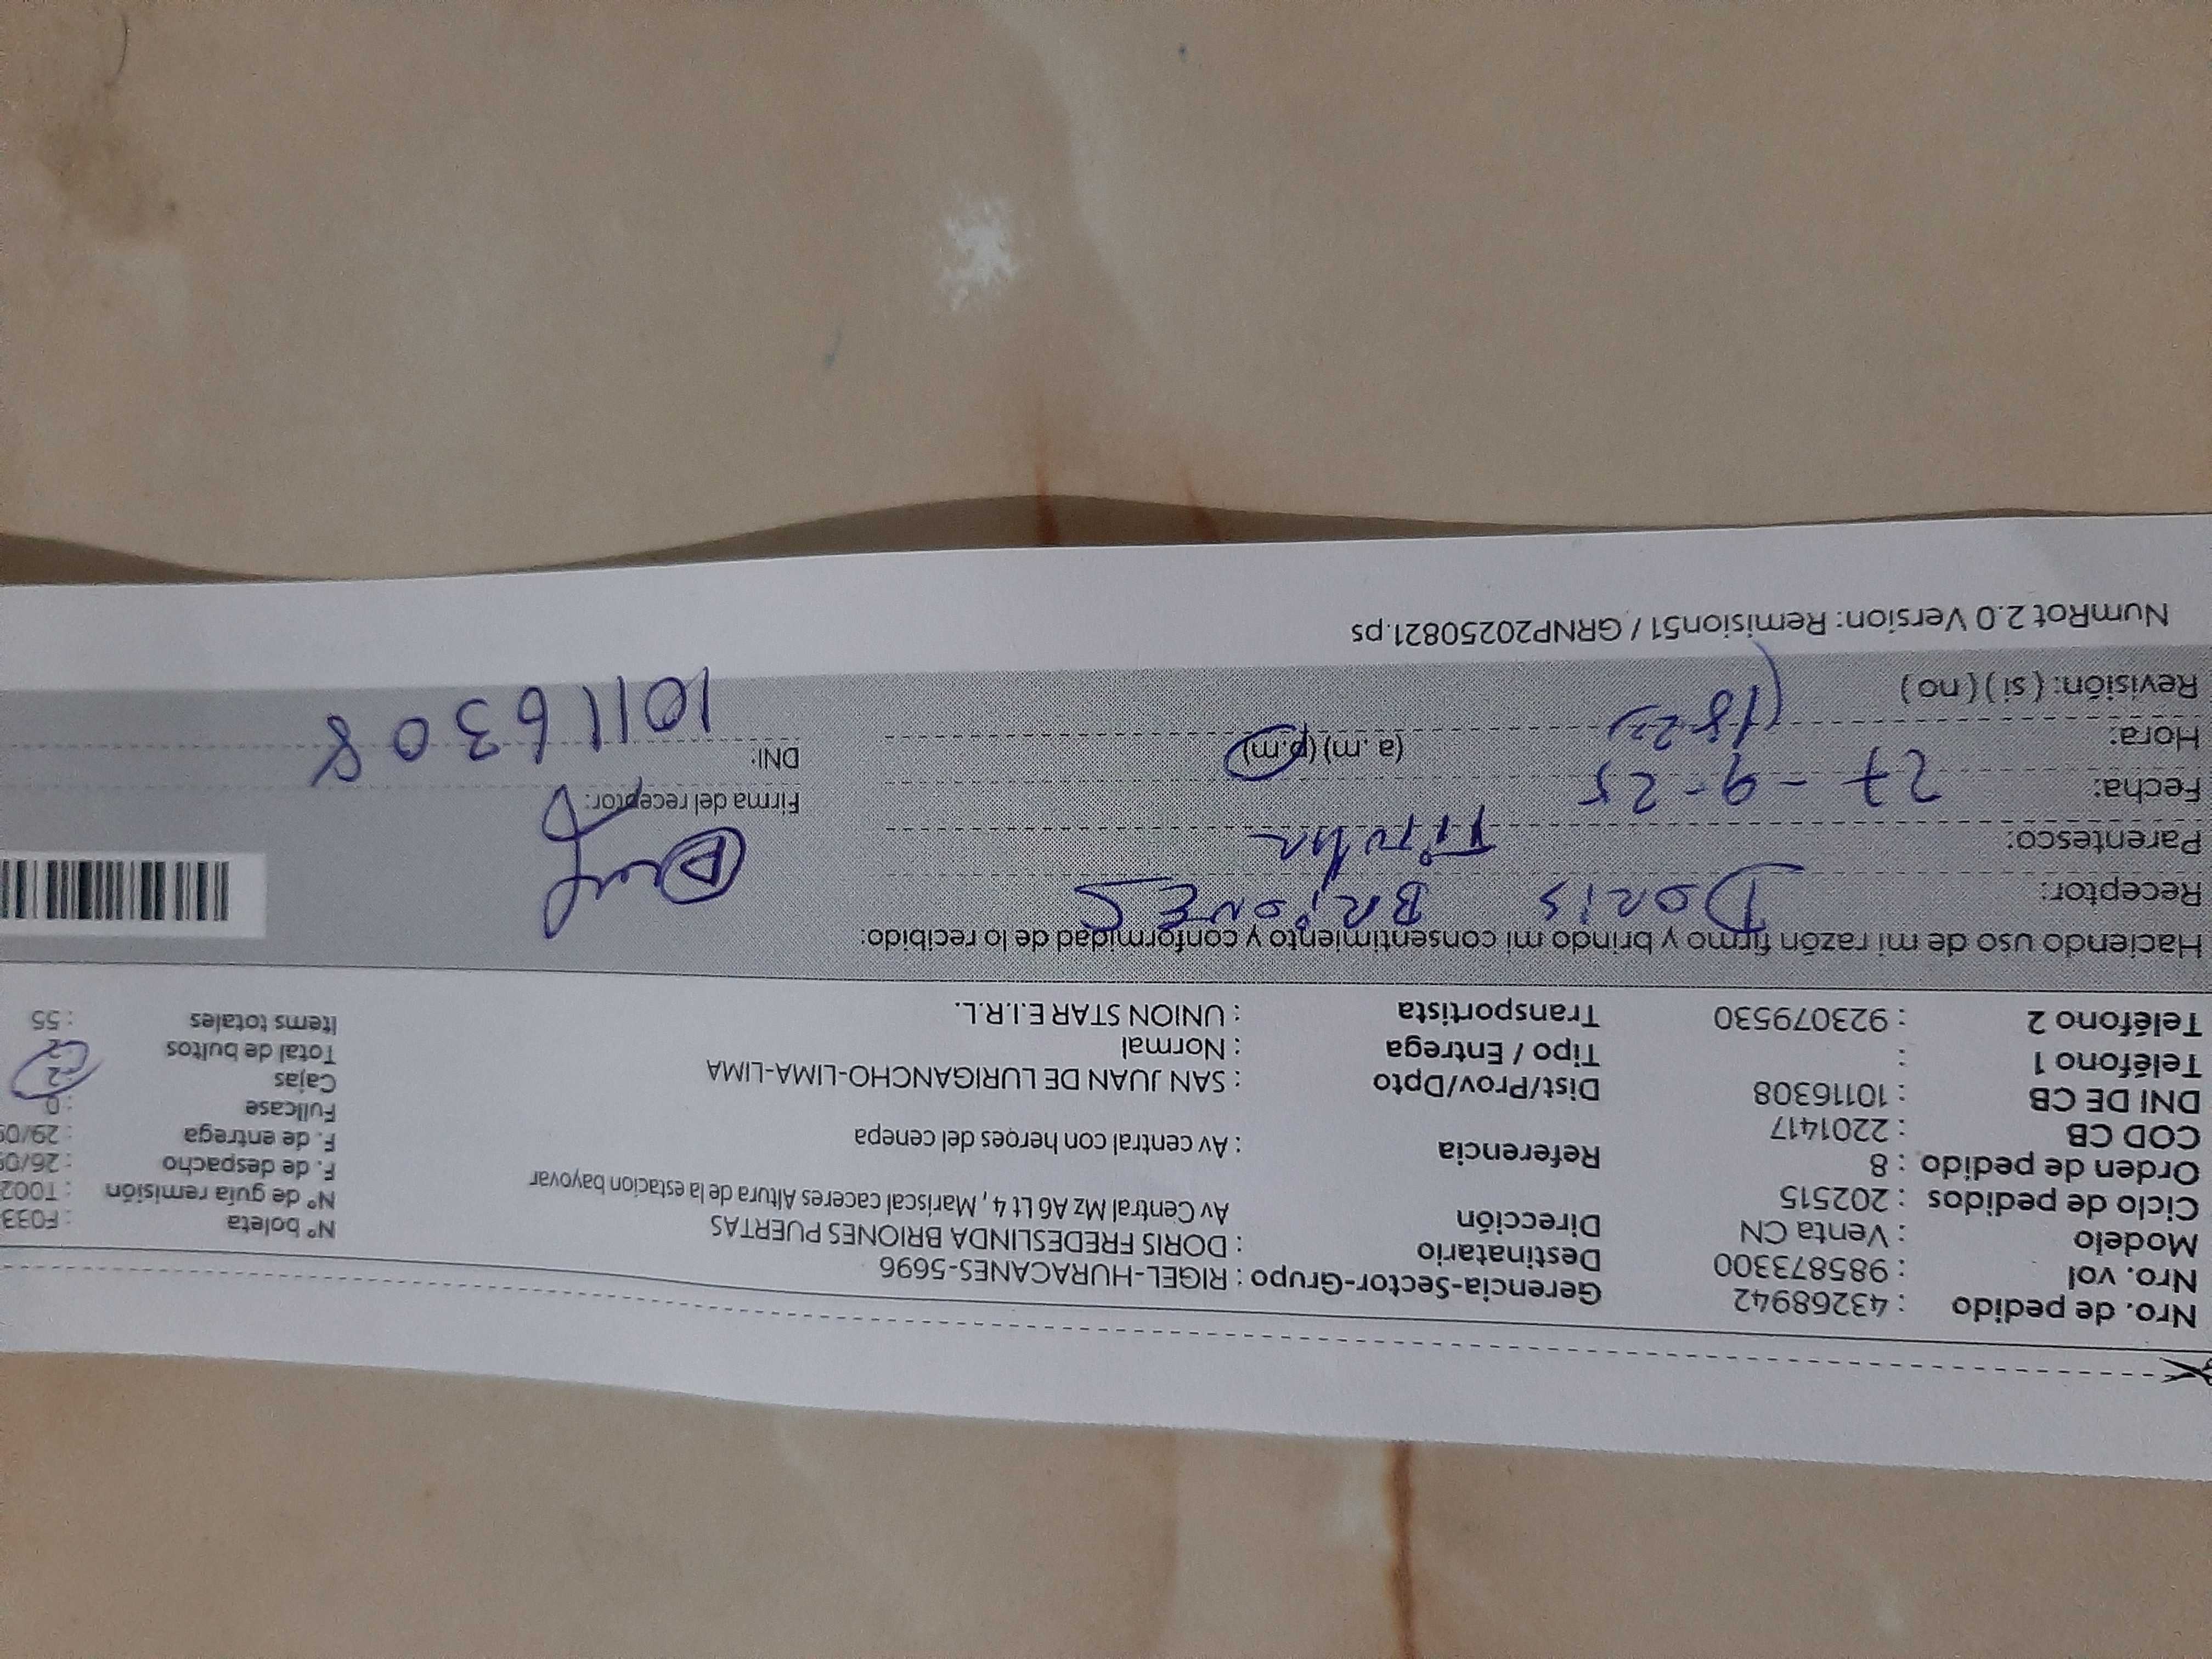 Nro. de pedido : 43268942 Gerencia-Sector-Grupo : RIGEL-HURACANES-5696
Nro. vol : 985873300 Destinatario : DORIS FREDESLINDA BRIONES PUERTAS Nº boleta : F033
Modelo : Venta CN Dirección Av Central Mz A6 Lt 4 , Mariscal caceres Altura de la estacion bayovar Nº de guía remisión : T002
Ciclo de pedidos : 202515 F. de despacho : 26/09
Orden de pedido : 8 Referencia : Av central con heroes del cenepa F. de entrega : 29/09
COD CB : 2201417 Fullcase : 0
DNI DE CB : 10116308 Dist/Prov/Dpto : SAN JUAN DE LURIGANCHO-LIMA-LIMA Cajas : 2
Teléfono 1 : Tipo / Entrega : Normal Total de bultos : 2
Teléfono 2 : 923079530 Transportista : UNION STAR E.I.R.L. Items totales : 55
Haciendo uso de mi razón firmo y brindo mi consentimiento y conformidad de lo recibido:
Receptor: Doris BRIONES
Parentesco: Titular
Firma del receptor:
Fecha: 27 - 9 - 25
Hora: (a.m) (p.m) DNI: 10116308
Revisión: ( si ) ( no )
NumRot 2.0 Version: Remision51 / GRNP20250821.ps